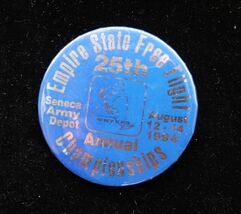 Empire State Free Flight
25th
Seneca
Army
Depot
August
12-14
1994
Annual
Championships